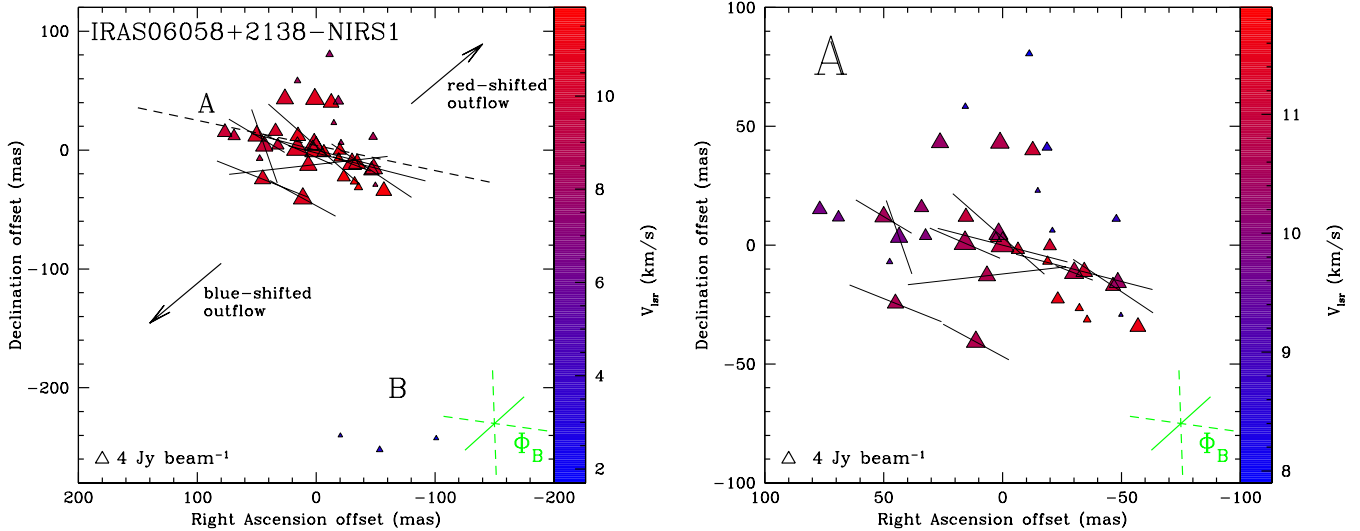 IRAS06058+2138-NIRS1
A
red-shifted
outflow
blue-shifted
outflow
B
Φ_B
4 Jy beam⁻¹
100
0
-100
-200
Declination offset (mas)
200
100
0
-100
-200
Right Ascension offset (mas)
10
8
6
4
2
V_lsr (km/s)
A
Φ_B
4 Jy beam⁻¹
100
50
0
-50
-100
Declination offset (mas)
100
50
0
-50
-100
Right Ascension offset (mas)
11
10
9
8
V_lsr (km/s)